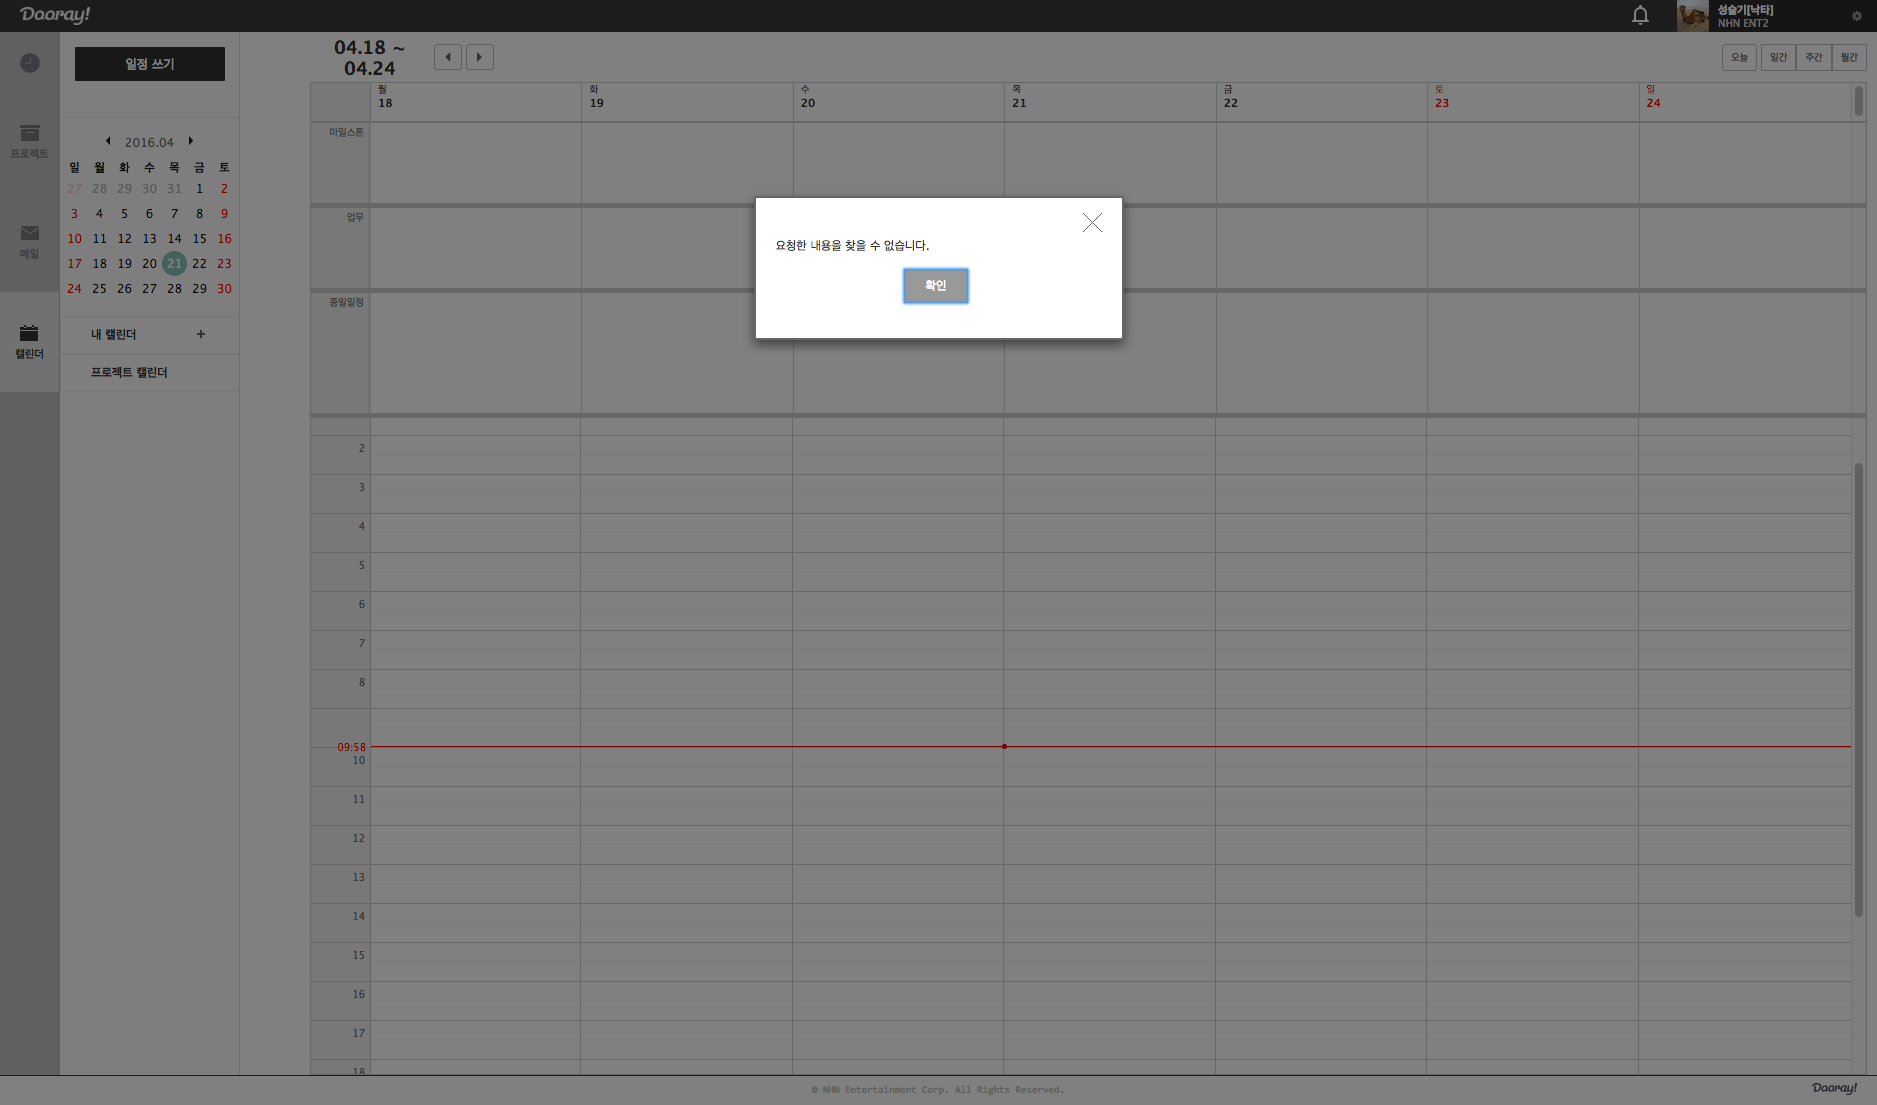 Dooray!
성슬기[낙타]
NHN ENT2
일정 쓰기
프로젝트
메일
캘린더
2016.04
일 월 화 수 목 금 토
27 28 29 30 31 1 2
3 4 5 6 7 8 9
10 11 12 13 14 15 16
17 18 19 20 21 22 23
24 25 26 27 28 29 30
내 캘린더 +
프로젝트 캘린더
04.18 ~
04.24
오늘 일간 주간 월간
월 화 수 목 금 토 일
18 19 20 21 22 23 24
마일스톤
업무
종일일정
요청한 내용을 찾을 수 없습니다.
확인
2
3
4
5
6
7
8
09:58
10
11
12
13
14
15
16
17
18
© NHN Entertainment Corp. All Rights Reserved.
Dooray!